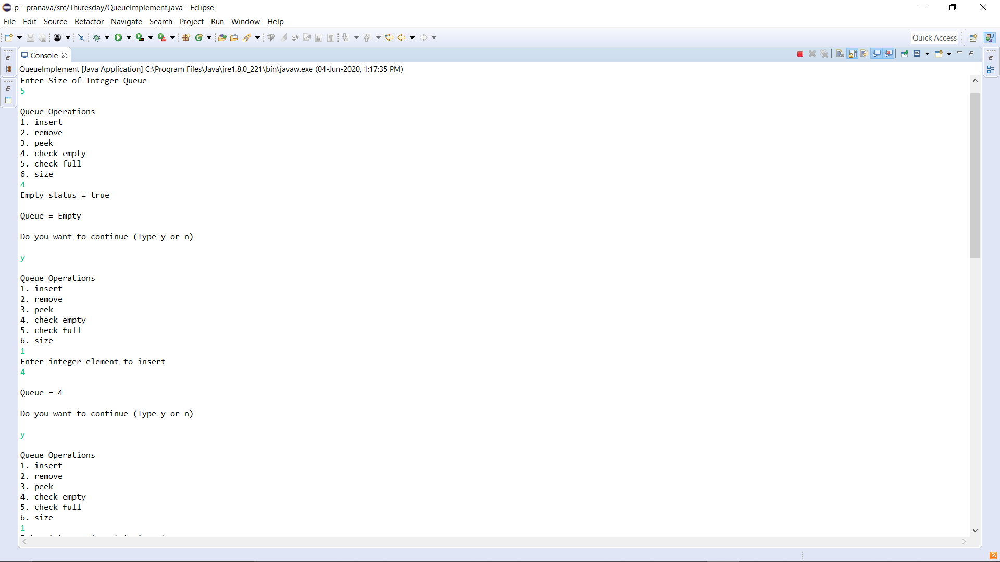 p - pranava/src/Thuresday/QueueImplement.java - Eclipse
File Edit Source Refactor Navigate Search Project Run Window Help
Quick Access
Console
QueueImplement [Java Application] C:\Program Files\Java\jre1.8.0_221\bin\javaw.exe (04-Jun-2020, 1:17:35 PM)
Enter Size of Integer Queue
5
Queue Operations
1. insert
2. remove
3. peek
4. check empty
5. check full
6. size
4
Empty status = true
Queue = Empty
Do you want to continue (Type y or n)
y
Queue Operations
1. insert
2. remove
3. peek
4. check empty
5. check full
6. size
1
Enter integer element to insert
4
Queue = 4
Do you want to continue (Type y or n)
y
Queue Operations
1. insert
2. remove
3. peek
4. check empty
5. check full
6. size
1